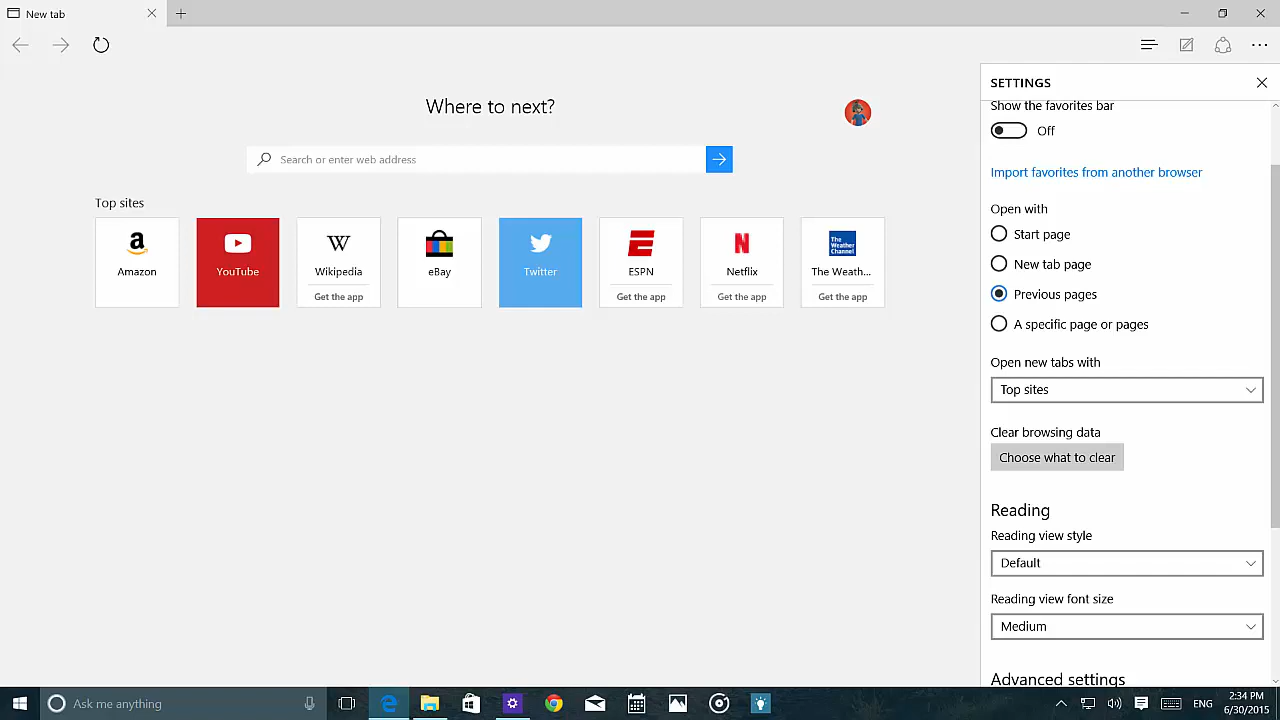 New tab
SETTINGS
Show the favorites bar
Off
Where to next?
Search or enter web address
Import favorites from another browser
Top sites
Amazon
YouTube
Wikipedia
Get the app
eBay
Twitter
ESPN
Get the app
Netflix
Get the app
The Weather Channel
The Weath...
Get the app
Open with
Start page
New tab page
Previous pages
A specific page or pages
Open new tabs with
Top sites
Clear browsing data
Choose what to clear
Reading
Reading view style
Default
Reading view font size
Medium
Advanced settings
Ask me anything
ENG
2:34 PM
6/30/2015